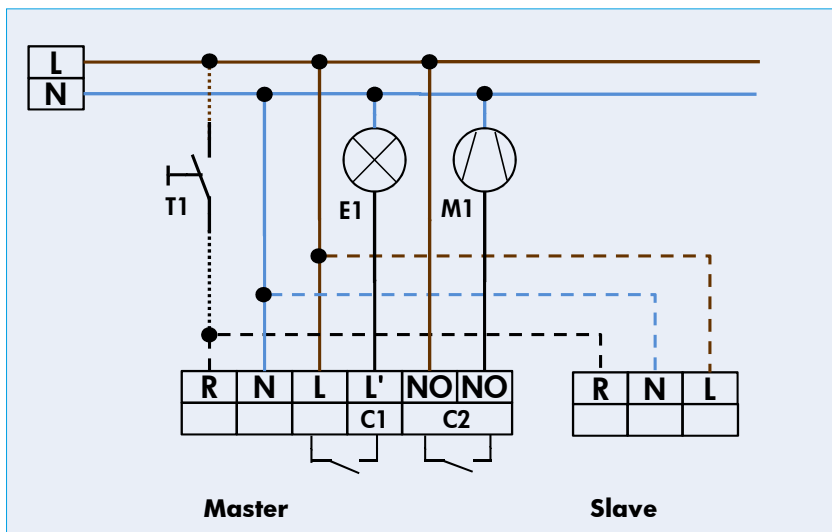 L
N
T1
E1
M1
R N L L' NO NO
C1 C2
R N L
Master
Slave